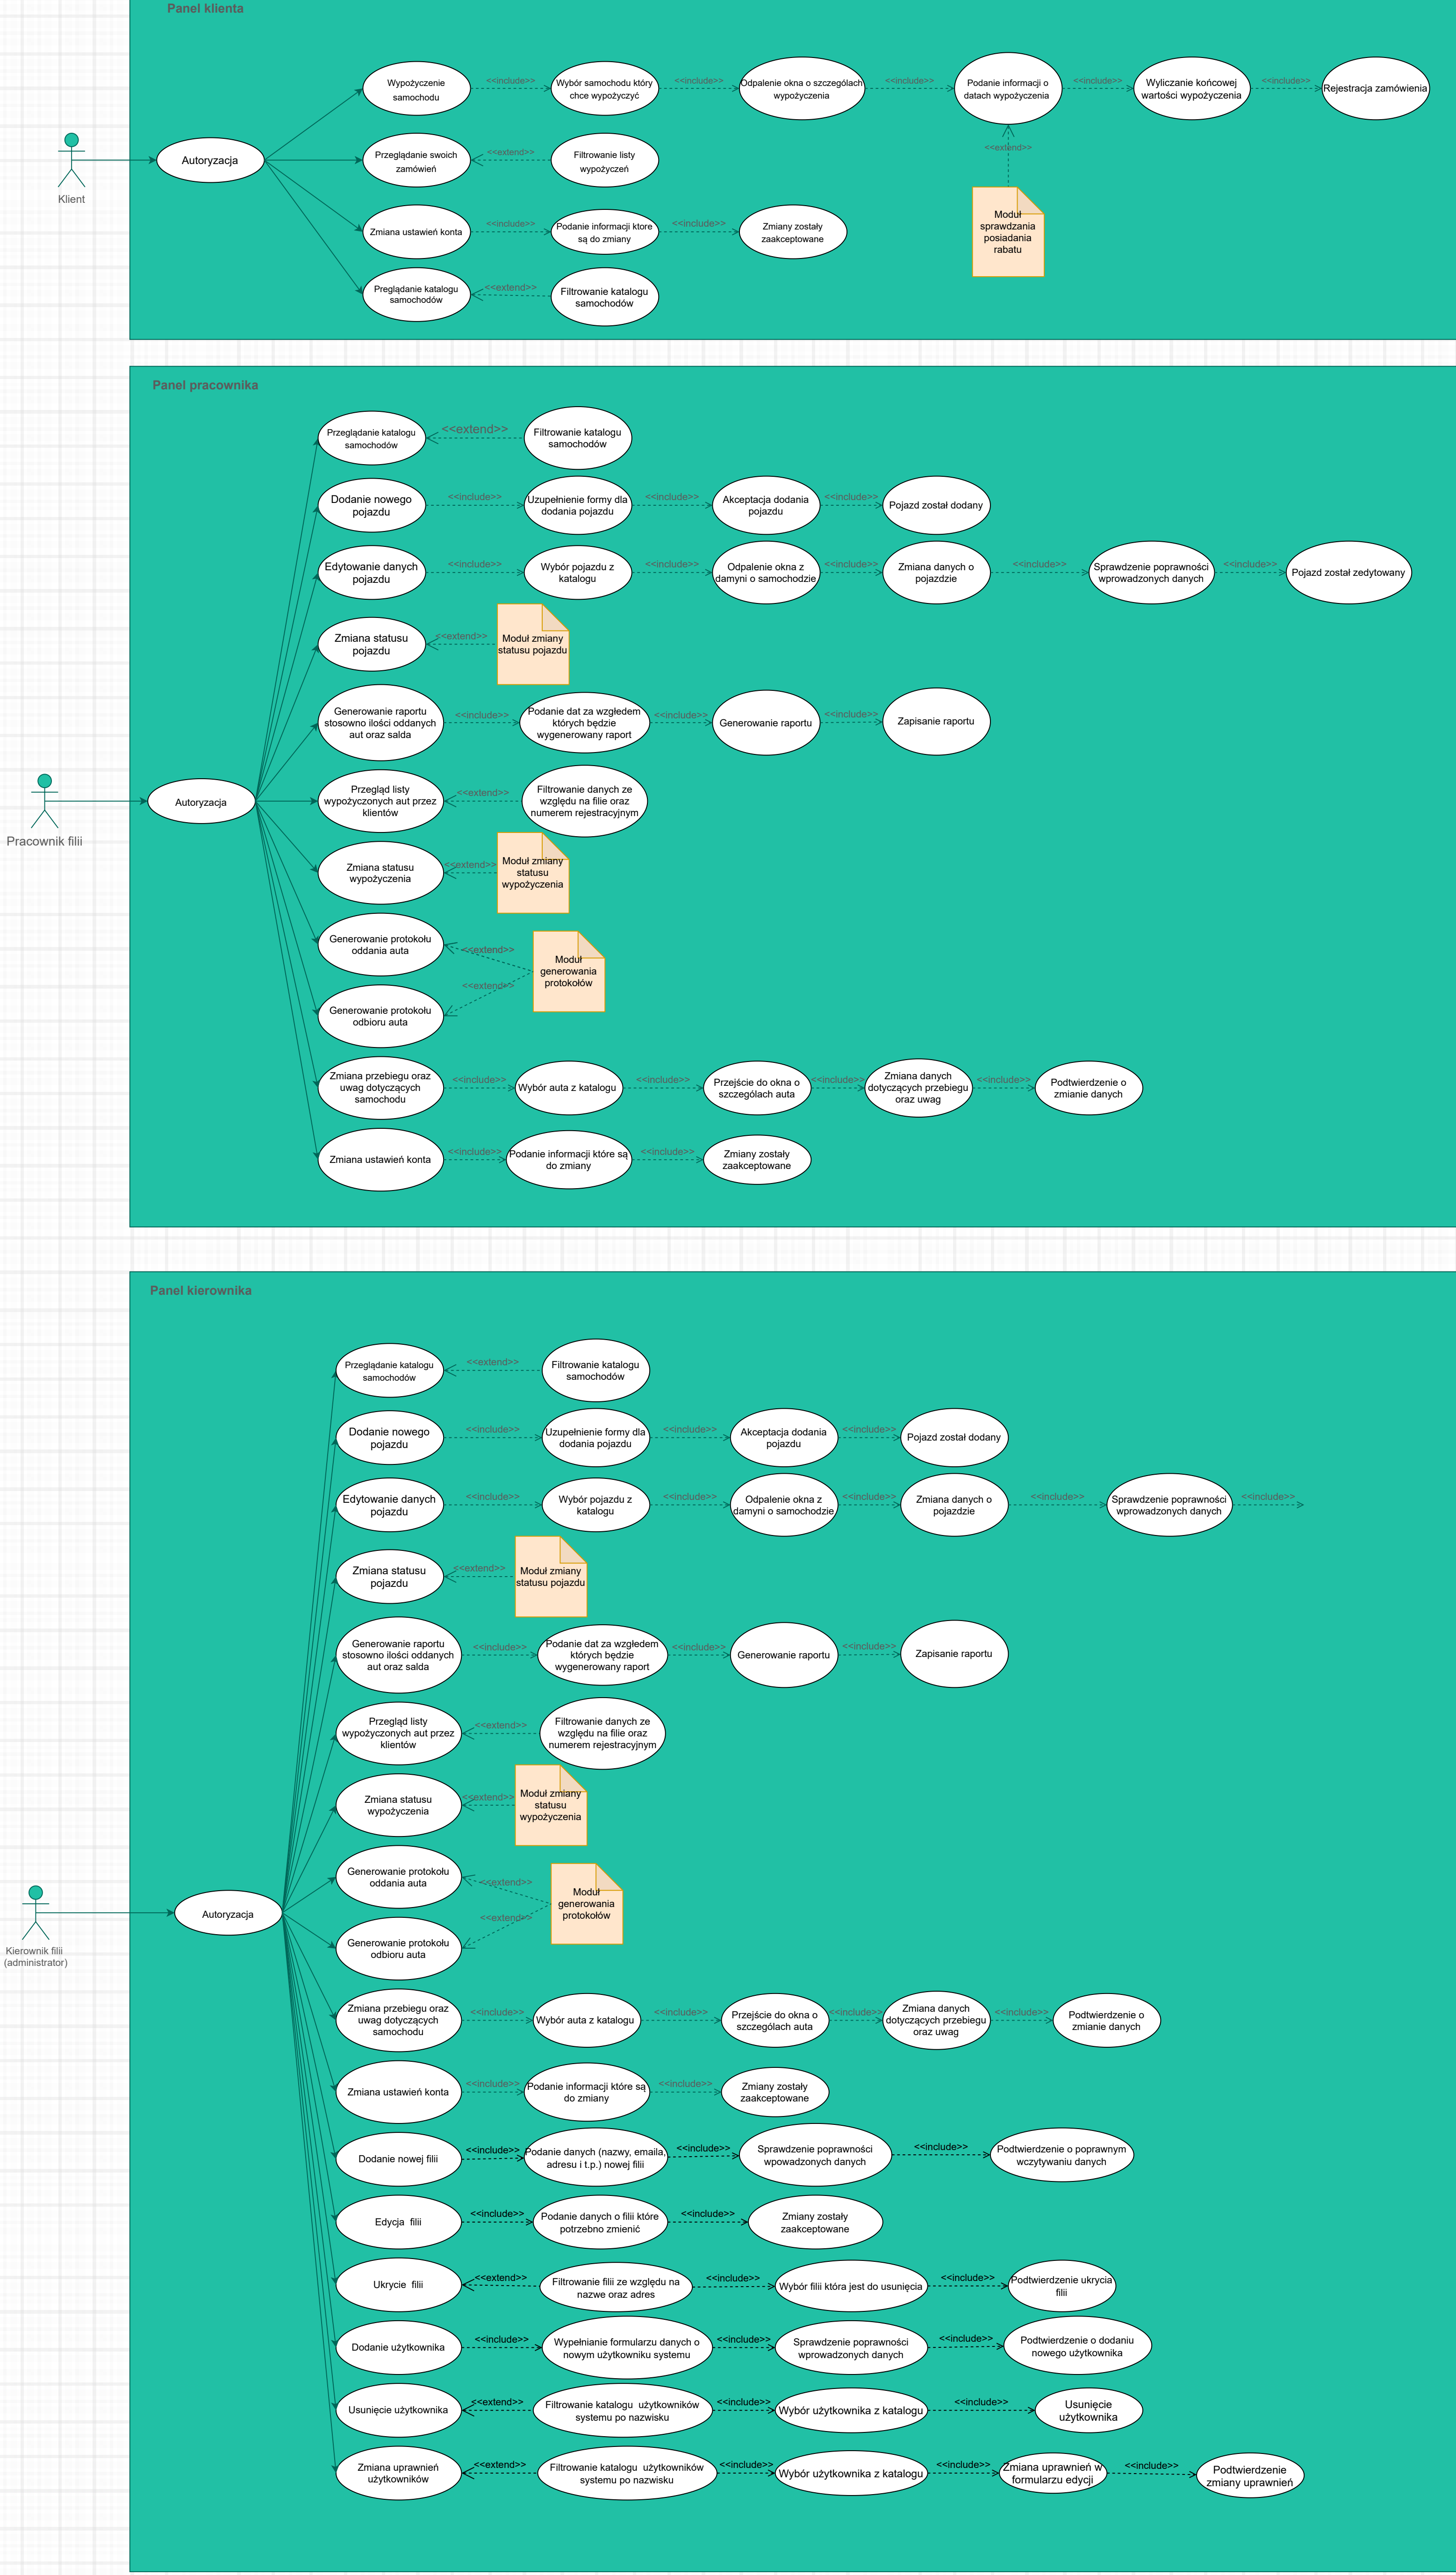 Panel klienta
Wypożyczenie
samochodu
<<include>>
Wybór samochodu który
chce wypożyczyć
<<include>>
Odpalenie okna o szczególach
wypożyczenia
<<include>>
Podanie informacji o
datach wypożyczenia
<<include>>
Wyliczanie końcowej
wartości wypożyczenia
<<include>>
Rejestracja zamówienia
Klient
Autoryzacja
Przeglądanie swoich
zamówień
<<extend>>
Filtrowanie listy
wypożyczeń
<<extend>>
Moduł
sprawdzania
posiadania
rabatu
Zmiana ustawień konta
<<include>>
Podanie informacji ktore
są do zmiany
<<include>>
Zmiany zostały
zaakceptowane
Preglądanie katalogu
samochodów
<<extend>>
Filtrowanie katalogu
samochodów
Panel pracownika
Przeglądanie katalogu
samochodów
<<extend>>
Filtrowanie katalogu
samochodów
Dodanie nowego
pojazdu
<<include>>
Uzupełnienie formy dla
dodania pojazdu
<<include>>
Akceptacja dodania
pojazdu
<<include>>
Pojazd został dodany
Edytowanie danych
pojazdu
<<include>>
Wybór pojazdu z
katalogu
<<include>>
Odpalenie okna z
damyni o samochodzie
<<include>>
Zmiana danych o
pojazdzie
<<include>>
Sprawdzenie poprawności
wprowadzonych danych
<<include>>
Pojazd został zedytowany
Zmiana statusu
pojazdu
<<extend>>
Moduł zmiany
statusu pojazdu
Generowanie raportu
stosowno ilości oddanych
aut oraz salda
<<include>>
Podanie dat za wzgłedem
których będzie
wygenerowany raport
<<include>>
Generowanie raportu
<<include>>
Zapisanie raportu
Pracownik filii
Autoryzacja
Przegląd listy
wypożyczonych aut przez
klientów
<<extend>>
Filtrowanie danych ze
względu na filie oraz
numerem rejestracyjnym
Zmiana statusu
wypożyczenia
<<extend>>
Moduł zmiany
statusu
wypożyczenia
Generowanie protokołu
oddania auta
<<extend>>
Moduł
generowania
protokołów
<<extend>>
Generowanie protokołu
odbioru auta
Zmiana przebiegu oraz
uwag dotyczących
samochodu
<<include>>
Wybór auta z katalogu
<<include>>
Przejście do okna o
szczególach auta
<<include>>
Zmiana danych
dotyczących przebiegu
oraz uwag
<<include>>
Podtwierdzenie o
zmianie danych
Zmiana ustawień konta
<<include>>
Podanie informacji które są
do zmiany
<<include>>
Zmiany zostały
zaakceptowane
Panel kierownika
Przeglądanie katalogu
samochodów
<<extend>>
Filtrowanie katalogu
samochodów
Dodanie nowego
pojazdu
<<include>>
Uzupełnienie formy dla
dodania pojazdu
<<include>>
Akceptacja dodania
pojazdu
<<include>>
Pojazd został dodany
Edytowanie danych
pojazdu
<<include>>
Wybór pojazdu z
katalogu
<<include>>
Odpalenie okna z
damyni o samochodzie
<<include>>
Zmiana danych o
pojazdzie
<<include>>
Sprawdzenie poprawności
wprowadzonych danych
<<include>>
Zmiana statusu
pojazdu
<<extend>>
Moduł zmiany
statusu pojazdu
Generowanie raportu
stosowno ilości oddanych
aut oraz salda
<<include>>
Podanie dat za wzgłedem
których będzie
wygenerowany raport
<<include>>
Generowanie raportu
<<include>>
Zapisanie raportu
Przegląd listy
wypożyczonych aut przez
klientów
<<extend>>
Filtrowanie danych ze
względu na filie oraz
numerem rejestracyjnym
Zmiana statusu
wypożyczenia
<<extend>>
Moduł zmiany
statusu
wypożyczenia
Generowanie protokołu
oddania auta
<<extend>>
Moduł
generowania
protokołów
<<extend>>
Kierownik filii
(administrator)
Autoryzacja
Generowanie protokołu
odbioru auta
Zmiana przebiegu oraz
uwag dotyczących
samochodu
<<include>>
Wybór auta z katalogu
<<include>>
Przejście do okna o
szczególach auta
<<include>>
Zmiana danych
dotyczących przebiegu
oraz uwag
<<include>>
Podtwierdzenie o
zmianie danych
Zmiana ustawień konta
<<include>>
Podanie informacji które są
do zmiany
<<include>>
Zmiany zostały
zaakceptowane
Dodanie nowej filii
<<include>>
Podanie danych (nazwy, emaila,
adresu i t.p.) nowej filii
<<include>>
Sprawdzenie poprawności
wpowadzonych danych
<<include>>
Podtwierdzenie o poprawnym
wczytywaniu danych
Edycja filii
<<include>>
Podanie danych o filii które
potrzebno zmienić
<<include>>
Zmiany zostały
zaakceptowane
Ukrycie filii
<<extend>>
Filtrowanie filii ze względu na
nazwe oraz adres
<<include>>
Wybór filii która jest do usunięcia
<<include>>
Podtwierdzenie ukrycia
filii
Dodanie użytkownika
<<include>>
Wypełnianie formularzu danych o
nowym użytkowniku systemu
<<include>>
Sprawdzenie poprawności
wprowadzonych danych
<<include>>
Podtwierdzenie o dodaniu
nowego użytkownika
Usunięcie użytkownika
<<extend>>
Filtrowanie katalogu użytkowników
systemu po nazwisku
<<include>>
Wybór użytkownika z katalogu
<<include>>
Usunięcie
użytkownika
Zmiana uprawnień
użytkowników
<<extend>>
Filtrowanie katalogu użytkowników
systemu po nazwisku
<<include>>
Wybór użytkownika z katalogu
<<include>>
Zmiana uprawnień w
formularzu edycji
<<include>>
Podtwierdzenie
zmiany uprawnień